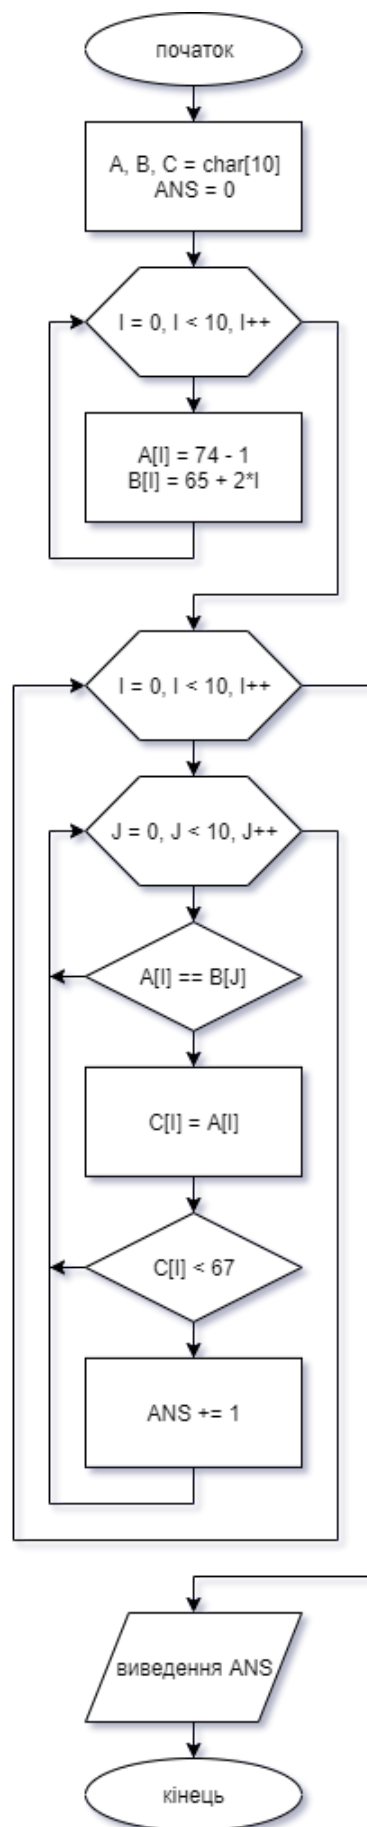 початок
A, B, C = char[10]
ANS = 0
I = 0, I < 10, I++
A[I] = 74 - 1
B[I] = 65 + 2*I
I = 0, I < 10, I++
J = 0, J < 10, J++
A[I] == B[J]
C[I] = A[I]
C[I] < 67
ANS += 1
виведення ANS
кінець